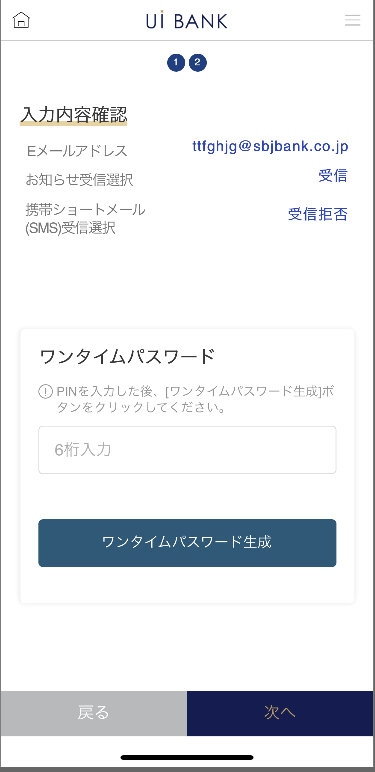 UI BANK
1 2
入力内容確認
Eメールアドレス
ttfghjg@sbjbank.co.jp
お知らせ受信選択
受信
携帯ショートメール
(SMS)受信選択
受信拒否
ワンタイムパスワード
PINを入力した後、[ワンタイムパスワード生成]ボ
タンをクリックしてください。
6桁入力
ワンタイムパスワード生成
戻る
次へ